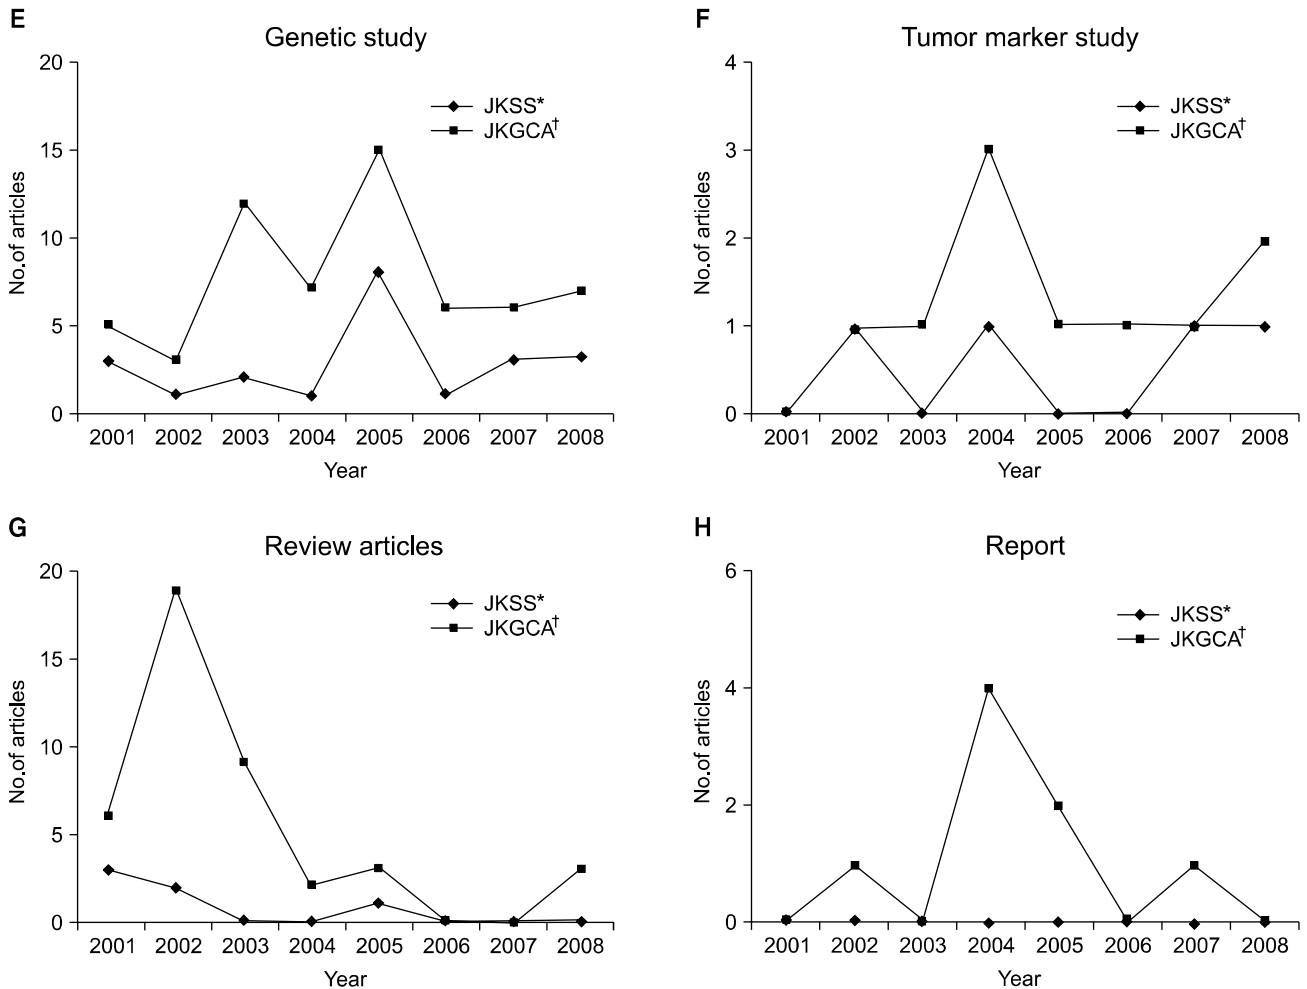 E
Genetic study
20
15
10
5
0
No.of articles
JKSS*
JKGCA†
2001 2002 2003 2004 2005 2006 2007 2008
Year
F
Tumor marker study
4
3
2
1
0
No.of articles
JKSS*
JKGCA†
2001 2002 2003 2004 2005 2006 2007 2008
Year
G
Review articles
20
15
10
5
0
No.of articles
JKSS*
JKGCA†
2001 2002 2003 2004 2005 2006 2007 2008
Year
H
Report
6
4
2
0
No.of articles
JKSS*
JKGCA†
2001 2002 2003 2004 2005 2006 2007 2008
Year